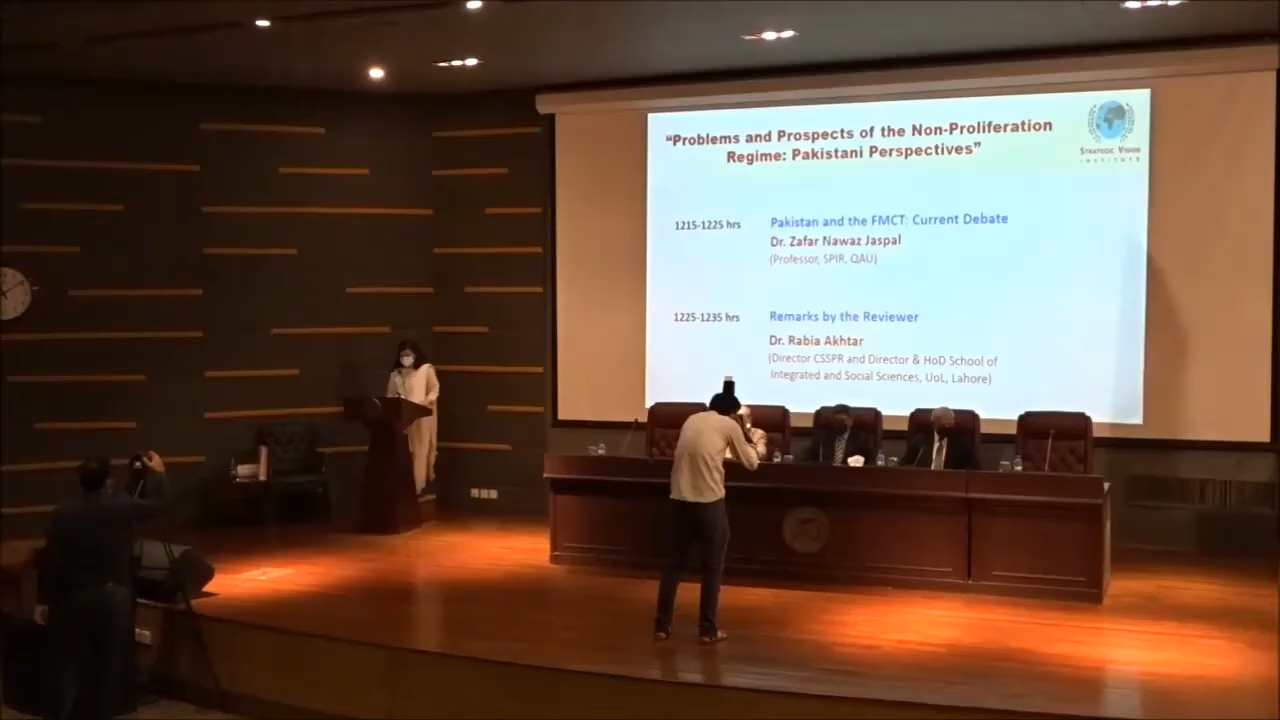 “Problems and Prospects of the Non-Proliferation
Regime: Pakistani Perspectives”
STRATEGIC VISION
INSTITUTE
1215-1225 hrs
Pakistan and the FMCT: Current Debate
Dr. Zafar Nawaz Jaspal
(Professor, SPIR, QAU)
1225-1235 hrs
Remarks by the Reviewer
Dr. Rabia Akhtar
(Director CSSPR and Director & HoD School of
Integrated and Social Sciences, UoL, Lahore)